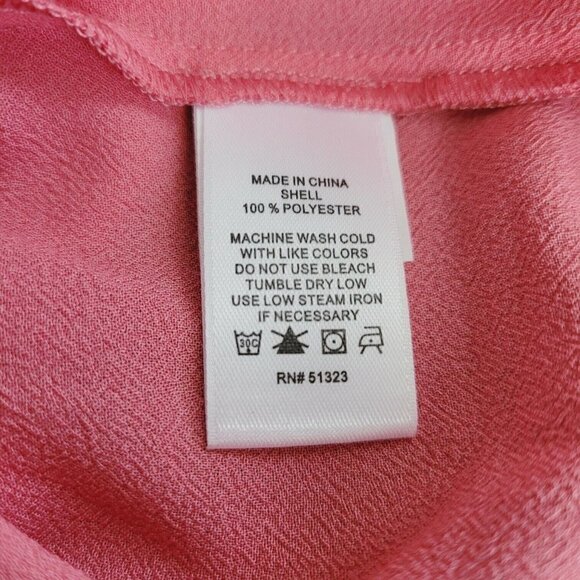 MADE IN CHINA
SHELL
100 % POLYESTER
MACHINE WASH COLD
WITH LIKE COLORS
DO NOT USE BLEACH
TUMBLE DRY LOW
USE LOW STEAM IRON
IF NECESSARY
30C
RN# 51323